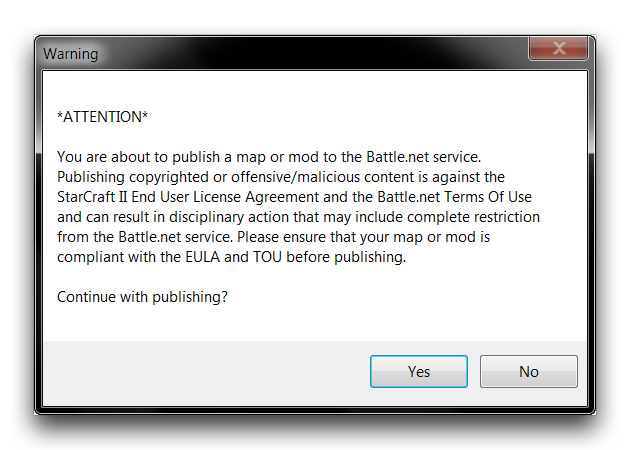 Warning
*ATTENTION*
You are about to publish a map or mod to the Battle.net service.
Publishing copyrighted or offensive/malicious content is against the
StarCraft II End User License Agreement and the Battle.net Terms Of Use
and can result in disciplinary action that may include complete restriction
from the Battle.net service. Please ensure that your map or mod is
compliant with the EULA and TOU before publishing.
Continue with publishing?
Yes
No